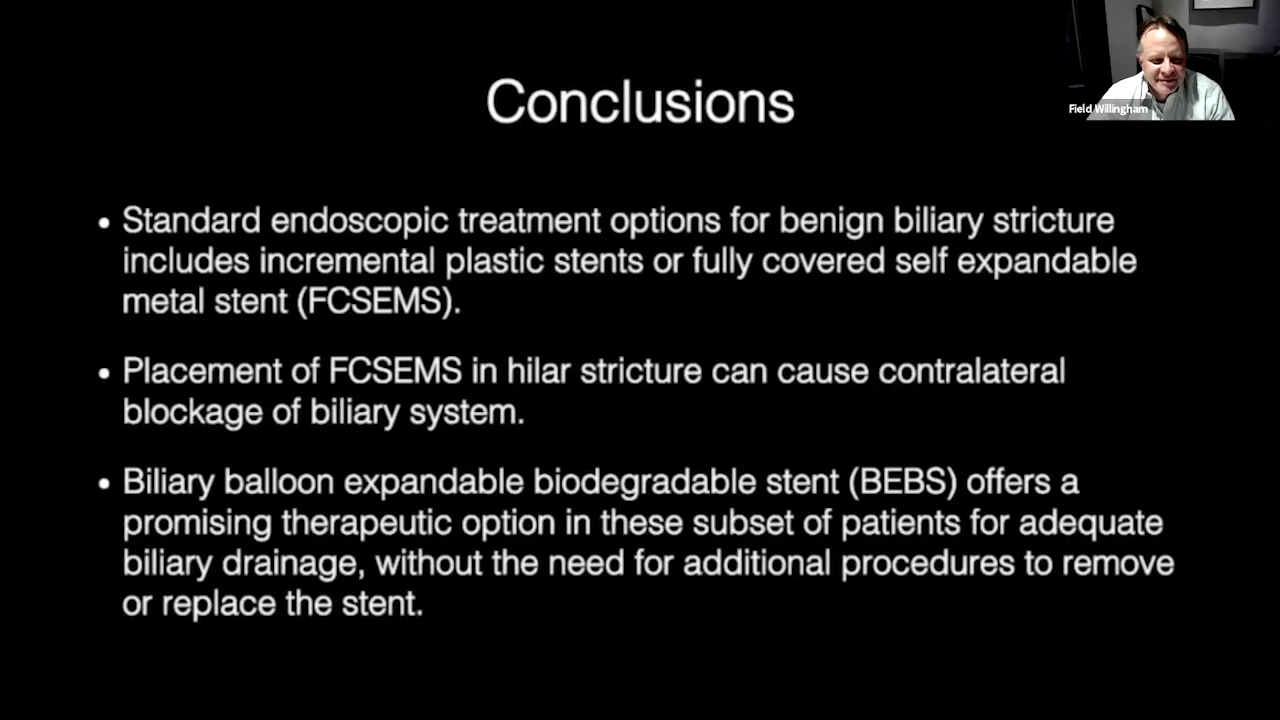 Conclusions
Field Willingham
• Standard endoscopic treatment options for benign biliary stricture
includes incremental plastic stents or fully covered self expandable
metal stent (FCSEMS).
• Placement of FCSEMS in hilar stricture can cause contralateral
blockage of biliary system.
• Biliary balloon expandable biodegradable stent (BEBS) offers a
promising therapeutic option in these subset of patients for adequate
biliary drainage, without the need for additional procedures to remove
or replace the stent.